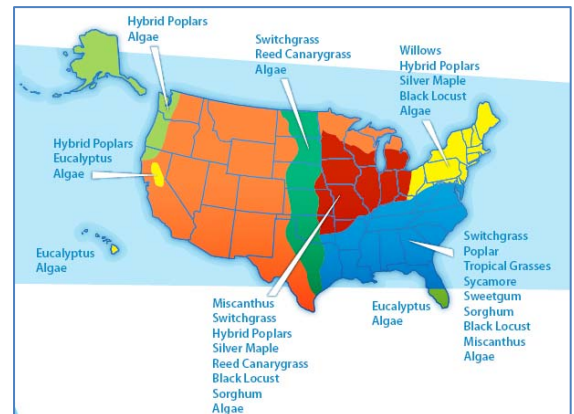 Hybrid Poplars
Algae
Switchgrass
Reed Canarygrass
Algae
Willows
Hybrid Poplars
Silver Maple
Black Locust
Algae
Hybrid Poplars
Eucalyptus
Algae
Eucalyptus
Algae
Miscanthus
Switchgrass
Hybrid Poplars
Silver Maple
Reed Canarygrass
Black Locust
Sorghum
Algae
Eucalyptus
Algae
Switchgrass
Poplar
Tropical Grasses
Sycamore
Sweetgum
Sorghum
Black Locust
Miscanthus
Algae